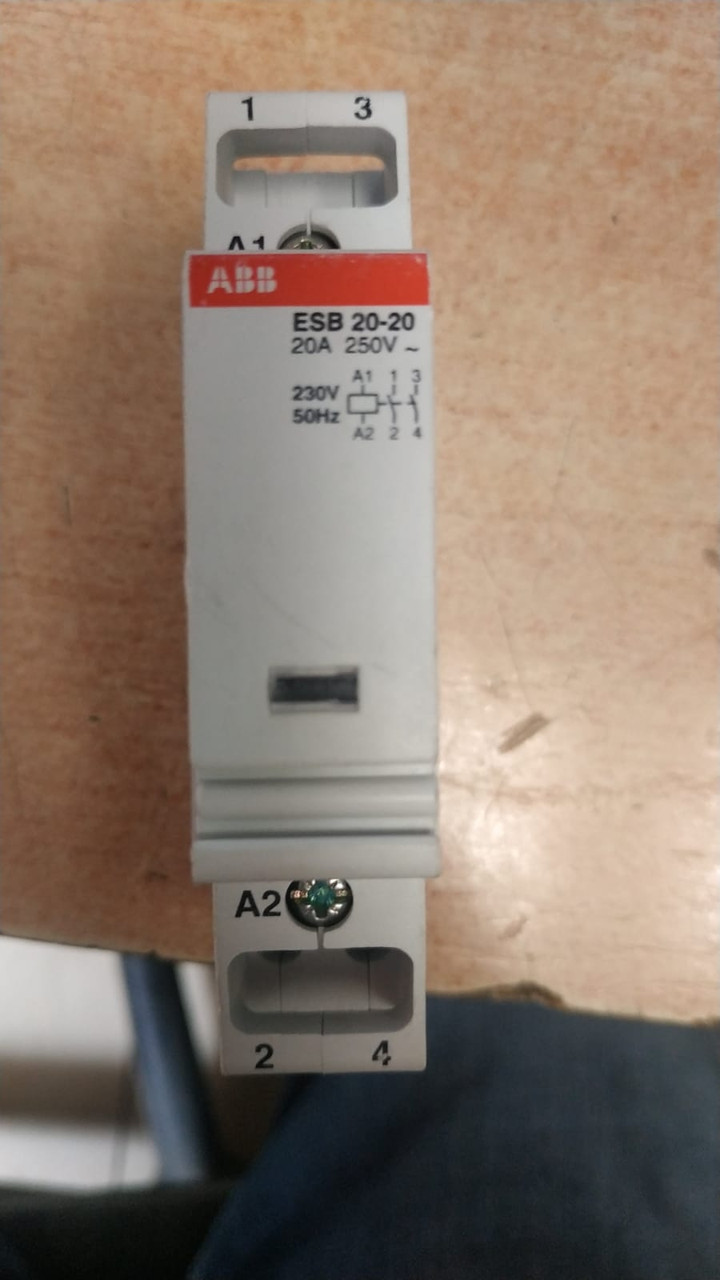 1 3
A1
ABB
ESB 20-20
20A 250V ~
A1 1 3
230V
50Hz
A2 2 4
A2
2 4